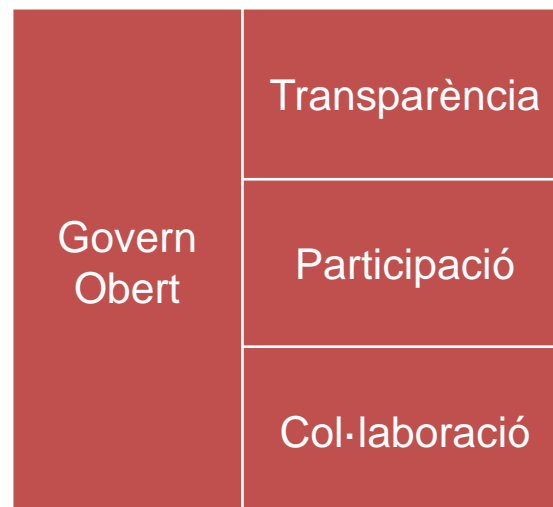 Govern
Obert
Transparència
Participació
Col·laboració